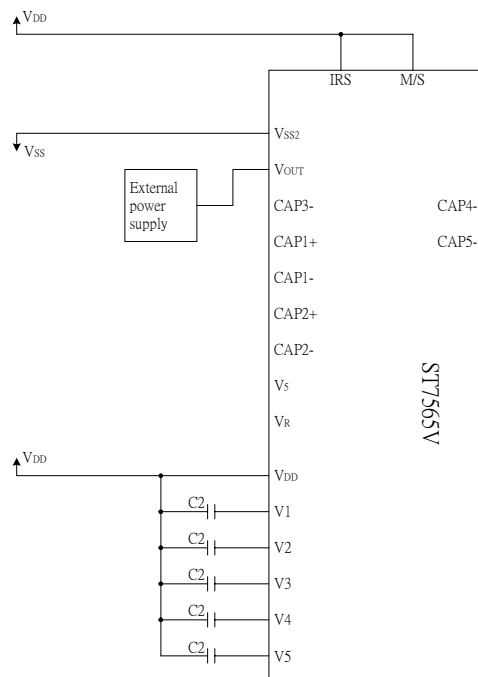 VDD
IRS M/S
VSS2
VSS
VOUT
External
power
supply
CAP3- CAP4-
CAP1+ CAP5-
CAP1-
CAP2+
CAP2-
ST7565V
V5
VR
VDD
VDD
C2 V1
C2 V2
C2 V3
C2 V4
C2 V5